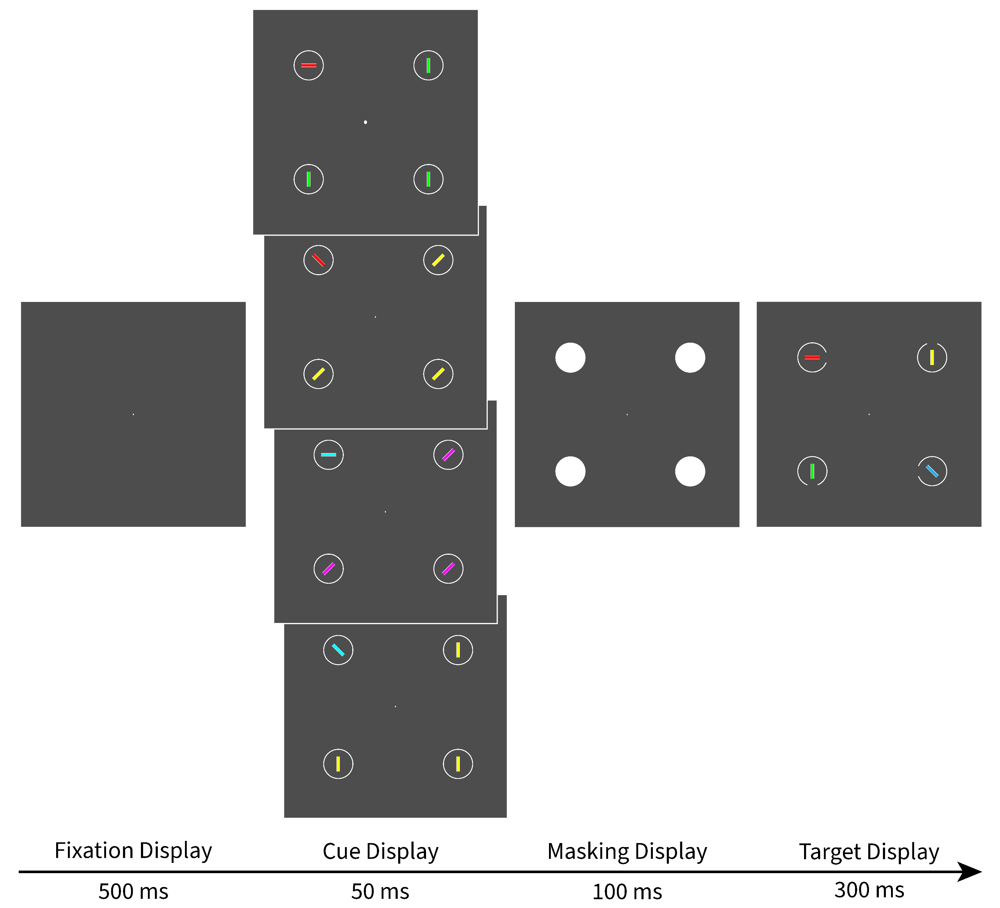 Fixation Display
Cue Display
Masking Display
Target Display
500 ms
50 ms
100 ms
300 ms